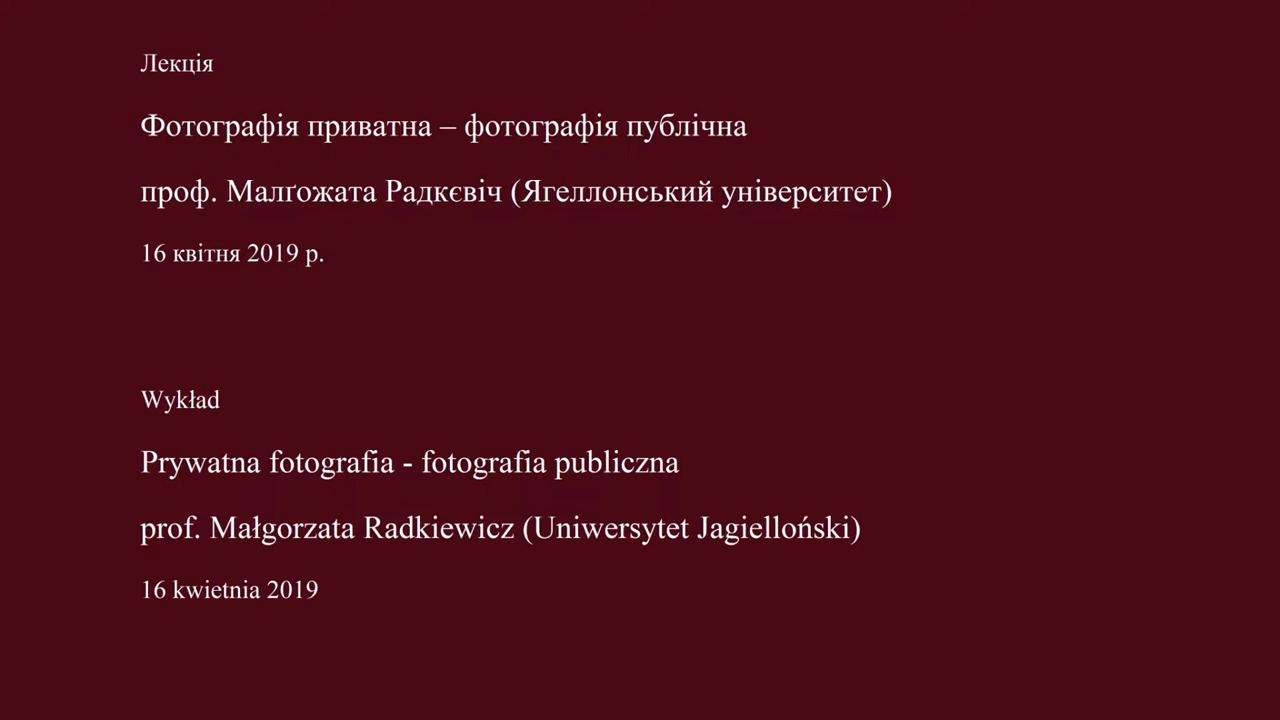 Лекція
Фотографія приватна – фотографія публічна
проф. Малґожата Радкєвіч (Ягеллонський університет)
16 квітня 2019 р.
Wykład
Prywatna fotografia - fotografia publiczna
prof. Małgorzata Radkiewicz (Uniwersytet Jagielloński)
16 kwietnia 2019